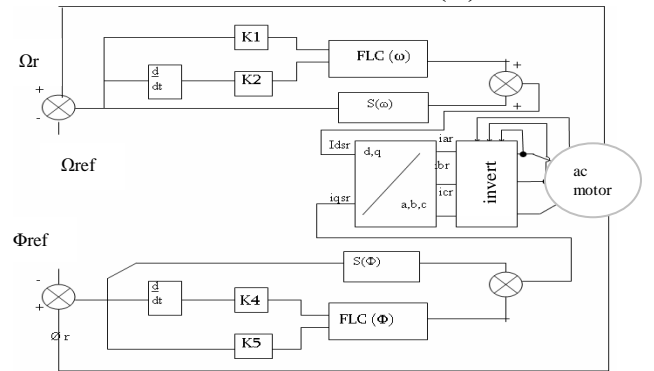 K1
FLC (ω)
Ωr
+
d
dt
K2
+
+
S(ω)
-
+
Ωref
Idsr
d,q
iar
ibr
icr
iqsr
a,b,c
invert
ac
motor
Φref
S(Φ)
-
d
dt
K4
+
FLC (Φ)
Ø r
K5